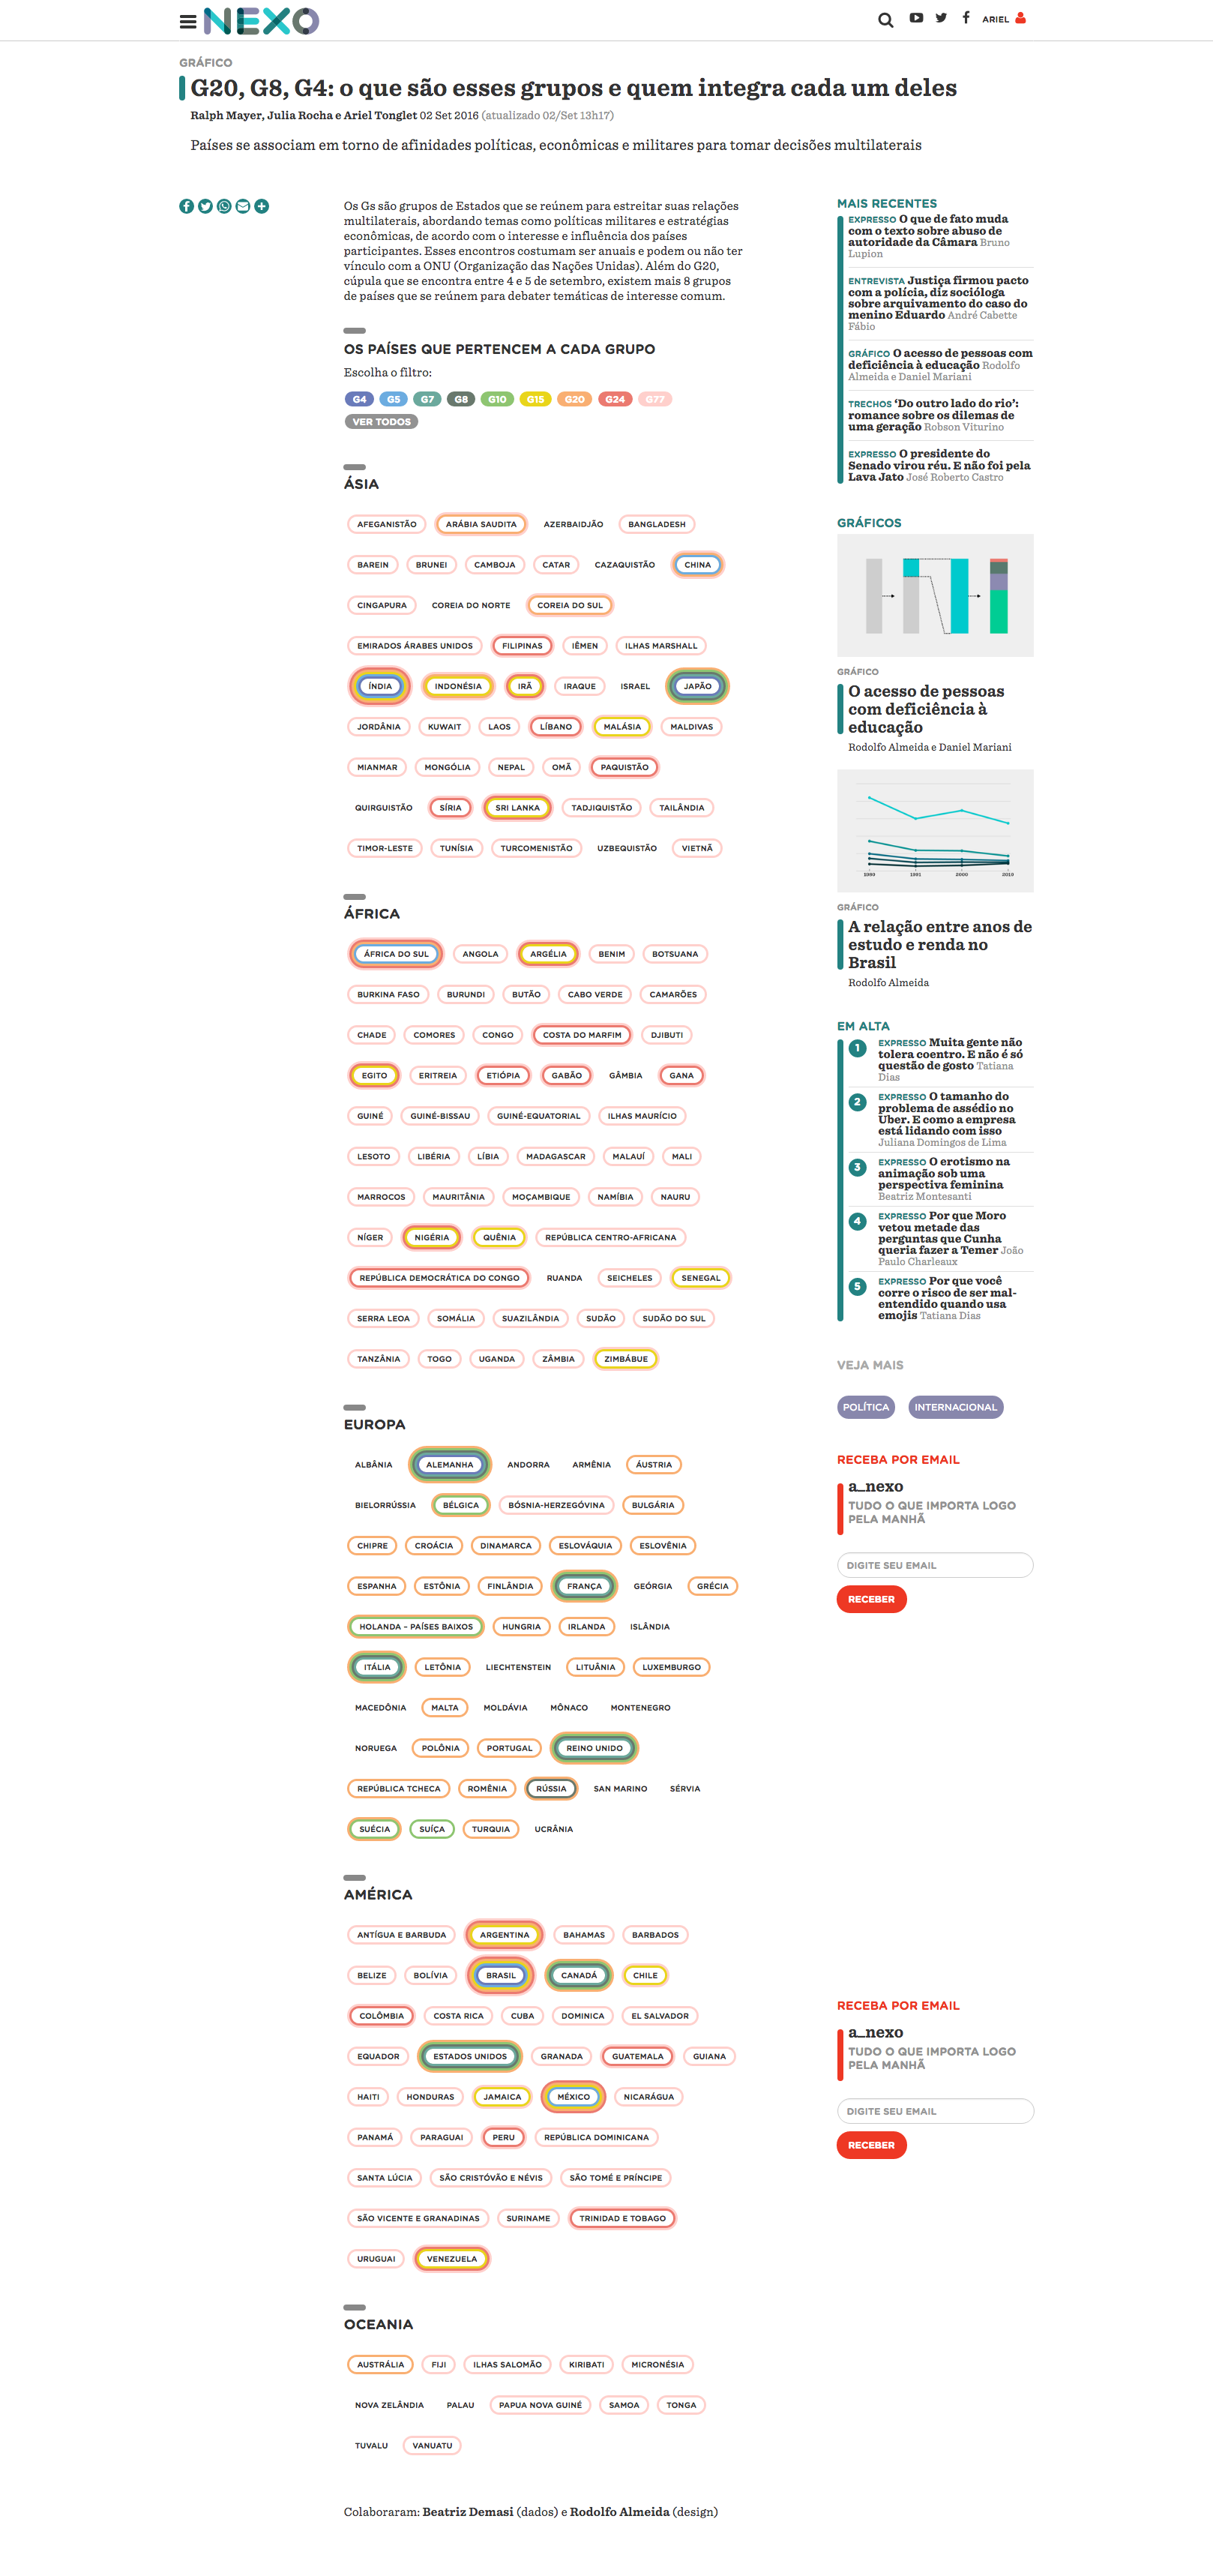 NEXO
ARIEL
GRÁFICO
G20, G8, G4: o que são esses grupos e quem integra cada um deles
Ralph Mayer, Julia Rocha e Ariel Tonglet 02 Set 2016 (atualizado 02/Set 13h17)
Países se associam em torno de afinidades políticas, econômicas e militares para tomar decisões multilaterais
Os Gs são grupos de Estados que se reúnem para estreitar suas relações
multilaterais, abordando temas como políticas militares e estratégias
econômicas, de acordo com o interesse e influência dos países
participantes. Esses encontros costumam ser anuais e podem ou não ter
vínculo com a ONU (Organização das Nações Unidas). Além do G20,
cúpula que se encontra entre 4 e 5 de setembro, existem mais 8 grupos
de países que se reúnem para debater temáticas de interesse comum.
OS PAÍSES QUE PERTENCEM A CADA GRUPO
Escolha o filtro:
G4 G5 G7 G8 G10 G15 G20 G24 G77
VER TODOS
ÁSIA
AFEGANISTÃO ARÁBIA SAUDITA AZERBAIDJÃO BANGLADESH
BAREIN BRUNEI CAMBOJA CATAR CAZAQUISTÃO CHINA
CINGAPURA COREIA DO NORTE COREIA DO SUL
EMIRADOS ÁRABES UNIDOS FILIPINAS IÊMEN ILHAS MARSHALL
ÍNDIA INDONÉSIA IRÃ IRAQUE ISRAEL JAPÃO
JORDÂNIA KUWAIT LAOS LÍBANO MALÁSIA MALDIVAS
MIANMAR MONGÓLIA NEPAL OMÃ PAQUISTÃO
QUIRGUISTÃO SÍRIA SRI LANKA TADJIQUISTÃO TAILÂNDIA
TIMOR-LESTE TUNÍSIA TURCOMENISTÃO UZBEQUISTÃO VIETNÃ
ÁFRICA
ÁFRICA DO SUL ANGOLA ARGÉLIA BENIM BOTSUANA
BURKINA FASO BURUNDI BUTÃO CABO VERDE CAMARÕES
CHADE COMORES CONGO COSTA DO MARFIM DJIBUTI
EGITO ERITREIA ETIÓPIA GABÃO GÂMBIA GANA
GUINÉ GUINÉ-BISSAU GUINÉ-EQUATORIAL ILHAS MAURÍCIO
LESOTO LIBÉRIA LÍBIA MADAGASCAR MALAUÍ MALI
MARROCOS MAURITÂNIA MOÇAMBIQUE NAMÍBIA NAURU
NÍGER NIGÉRIA QUÊNIA REPÚBLICA CENTRO-AFRICANA
REPÚBLICA DEMOCRÁTICA DO CONGO RUANDA SEICHELES SENEGAL
SERRA LEOA SOMÁLIA SUAZILÂNDIA SUDÃO SUDÃO DO SUL
TANZÂNIA TOGO UGANDA ZÂMBIA ZIMBÁBUE
EUROPA
ALBÂNIA ALEMANHA ANDORRA ARMÊNIA ÁUSTRIA
BIELORRÚSSIA BÉLGICA BÓSNIA-HERZEGÓVINA BULGÁRIA
CHIPRE CROÁCIA DINAMARCA ESLOVÁQUIA ESLOVÊNIA
ESPANHA ESTÔNIA FINLÂNDIA FRANÇA GEÓRGIA GRÉCIA
HOLANDA – PAÍSES BAIXOS HUNGRIA IRLANDA ISLÂNDIA
ITÁLIA LETÔNIA LIECHTENSTEIN LITUÂNIA LUXEMBURGO
MACEDÔNIA MALTA MOLDÁVIA MÔNACO MONTENEGRO
NORUEGA POLÔNIA PORTUGAL REINO UNIDO
REPÚBLICA TCHECA ROMÊNIA RÚSSIA SAN MARINO SÉRVIA
SUÉCIA SUÍÇA TURQUIA UCRÂNIA
AMÉRICA
ANTÍGUA E BARBUDA ARGENTINA BAHAMAS BARBADOS
BELIZE BOLÍVIA BRASIL CANADÁ CHILE
COLÔMBIA COSTA RICA CUBA DOMINICA EL SALVADOR
EQUADOR ESTADOS UNIDOS GRANADA GUATEMALA GUIANA
HAITI HONDURAS JAMAICA MÉXICO NICARÁGUA
PANAMÁ PARAGUAI PERU REPÚBLICA DOMINICANA
SANTA LÚCIA SÃO CRISTÓVÃO E NÉVIS SÃO TOMÉ E PRÍNCIPE
SÃO VICENTE E GRANADINAS SURINAME TRINIDAD E TOBAGO
URUGUAI VENEZUELA
OCEANIA
AUSTRÁLIA FIJI ILHAS SALOMÃO KIRIBATI MICRONÉSIA
NOVA ZELÂNDIA PALAU PAPUA NOVA GUINÉ SAMOA TONGA
TUVALU VANUATU
Colaboraram: Beatriz Demasi (dados) e Rodolfo Almeida (design)
MAIS RECENTES
EXPRESSO O que de fato muda
com o texto sobre abuso de
autoridade da Câmara Bruno
Lupion
ENTREVISTA Justiça firmou pacto
com a polícia, diz socióloga
sobre arquivamento do caso do
menino Eduardo André Cabette
Fábio
GRÁFICO O acesso de pessoas com
deficiência à educação Rodolfo
Almeida e Daniel Mariani
TRECHOS ‘Do outro lado do rio’:
romance sobre os dilemas de
uma geração Robson Viturino
EXPRESSO O presidente do
Senado virou réu. E não foi pela
Lava Jato José Roberto Castro
GRÁFICOS
GRÁFICO
O acesso de pessoas
com deficiência à
educação
Rodolfo Almeida e Daniel Mariani
1980 1991 2000 2010
GRÁFICO
A relação entre anos de
estudo e renda no
Brasil
Rodolfo Almeida
EM ALTA
1 EXPRESSO Muita gente não
tolera coentro. E não é só
questão de gosto Tatiana
Dias
2 EXPRESSO O tamanho do
problema de assédio no
Uber. E como a empresa
está lidando com isso
Juliana Domingos de Lima
3 EXPRESSO O erotismo na
animação sob uma
perspectiva feminina
Beatriz Montesanti
4 EXPRESSO Por que Moro
vetou metade das
perguntas que Cunha
queria fazer a Temer João
Paulo Charleaux
5 EXPRESSO Por que você
corre o risco de ser mal-
entendido quando usa
emojis Tatiana Dias
VEJA MAIS
POLÍTICA INTERNACIONAL
RECEBA POR EMAIL
a_nexo
TUDO O QUE IMPORTA LOGO
PELA MANHÃ
DIGITE SEU EMAIL
RECEBER
RECEBA POR EMAIL
a_nexo
TUDO O QUE IMPORTA LOGO
PELA MANHÃ
DIGITE SEU EMAIL
RECEBER